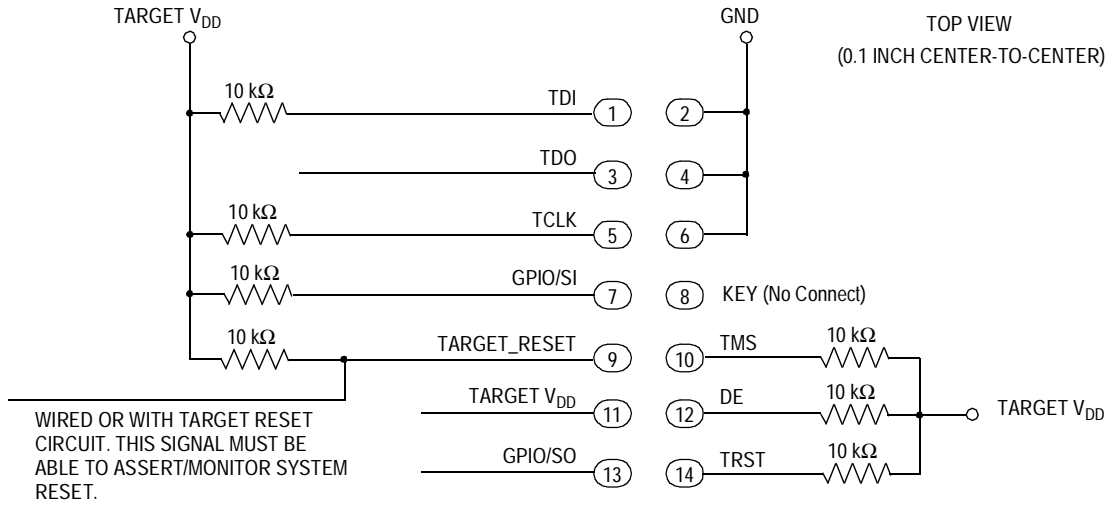 TARGET VDD
GND
TOP VIEW
(0.1 INCH CENTER-TO-CENTER)
10 kΩ
TDI
1
2
TDO
3
4
10 kΩ
TCLK
5
6
10 kΩ
GPIO/SI
7
8
KEY (No Connect)
10 kΩ
TARGET_RESET
9
10
TMS
10 kΩ
TARGET VDD
11
12
DE
10 kΩ
TARGET VDD
WIRED OR WITH TARGET RESET
CIRCUIT. THIS SIGNAL MUST BE
ABLE TO ASSERT/MONITOR SYSTEM
RESET.
GPIO/SO
13
14
TRST
10 kΩ